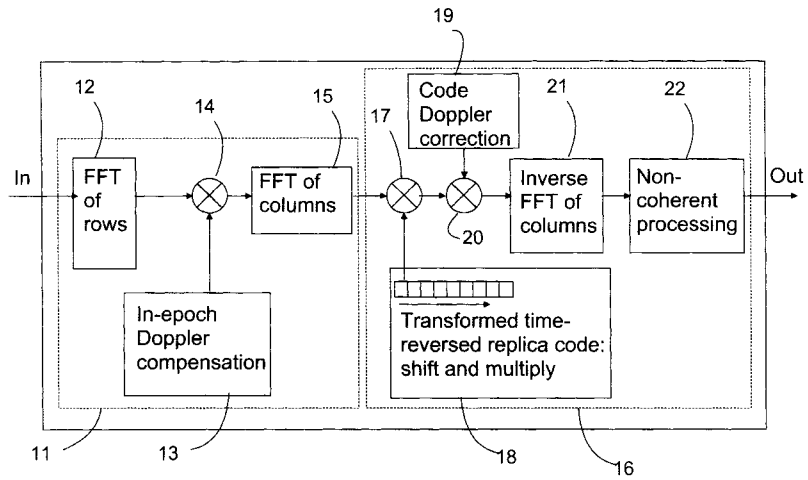 19
12
14
15
17
Code
Doppler
correction
21
22
In
FFT
of
rows
FFT of
columns
20
Inverse
FFT of
columns
Non-
coherent
processing
Out
In-epoch
Doppler
compensation
Transformed time-
reversed replica code:
shift and multiply
11
13
18
16